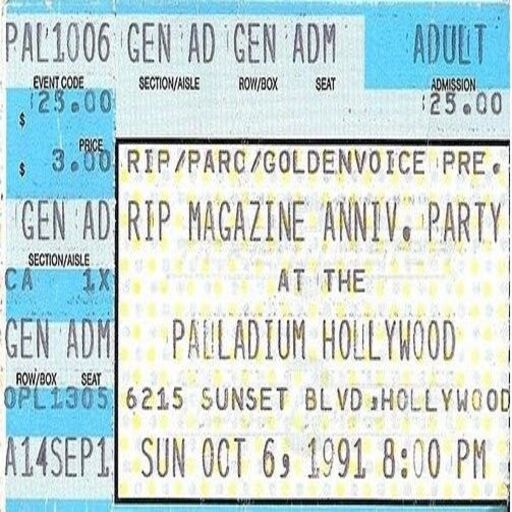 PAL1006 GEN AD GEN ADM ADULT
EVENT CODE SECTION/AISLE ROW/BOX SEAT ADMISSION
$ 25.00 25.00
PRICE
$ 3.00 RIP/PARC/GOLDENVOICE PRE.
GEN AD RIP MAGAZINE ANNIV. PARTY
SECTION/AISLE
CA 1X AT THE
GEN ADM PALLADIUM HOLLYWOOD
ROW/BOX SEAT
OPL1305 6215 SUNSET BLVD,HOLLYWOOD
A14SEP1 SUN OCT 6, 1991 8:00 PM